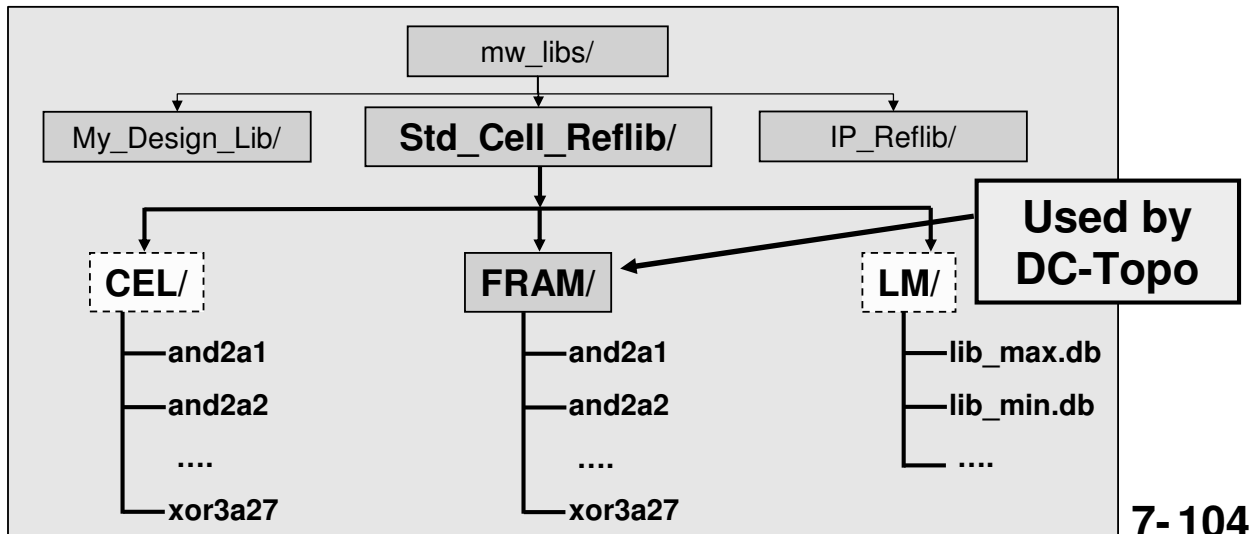 mw_libs/
My_Design_Lib/
Std_Cell_Reflib/
IP_Reflib/
Used by
DC-Topo
CEL/
FRAM/
LM/
and2a1
and2a1
lib_max.db
and2a2
and2a2
lib_min.db
....
....
....
xor3a27
xor3a27
7- 104